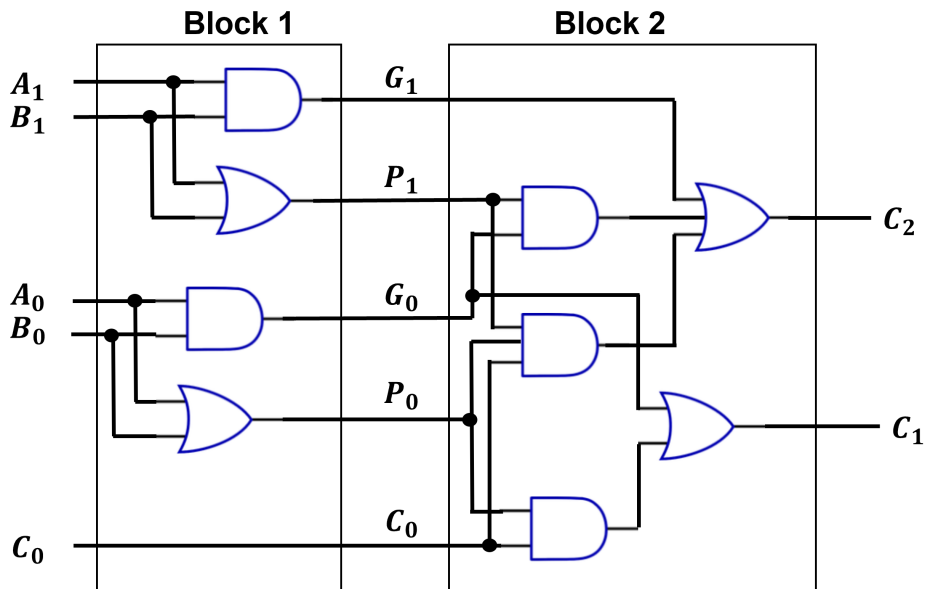 Block 1 Block 2
A₁ G₁
B₁
P₁
C₂
A₀ G₀
B₀
P₀
C₁
C₀
C₀